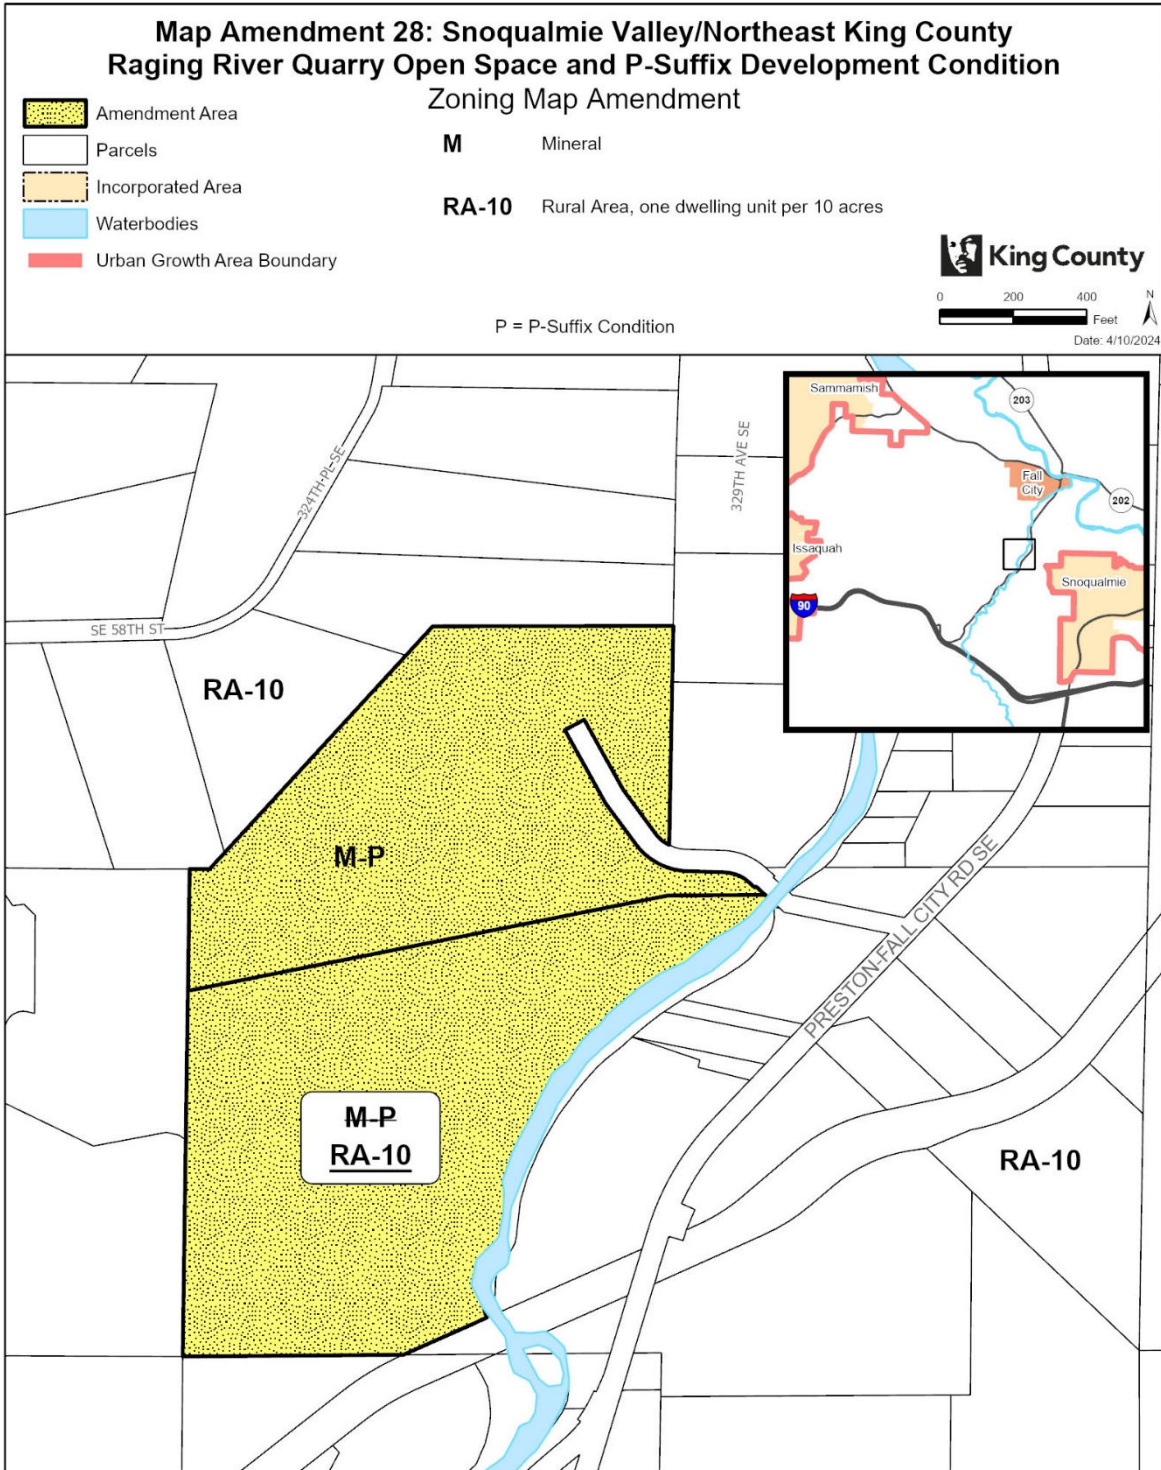 Map Amendment 28: Snoqualmie Valley/Northeast King County
Raging River Quarry Open Space and P-Suffix Development Condition
Zoning Map Amendment
Amendment Area
Parcels
Incorporated Area
Waterbodies
Urban Growth Area Boundary
M Mineral
RA-10 Rural Area, one dwelling unit per 10 acres
P = P-Suffix Condition
King County
0 200 400
Feet
N
Date: 4/10/2024
Sammamish
203
Fall
City
202
Issaquah
Snoqualmie
90
324TH PL SE
329TH AVE SE
SE 58TH ST
RA-10
M-P
PRESTON-FALL CITY RD SE
M-P
RA-10
RA-10